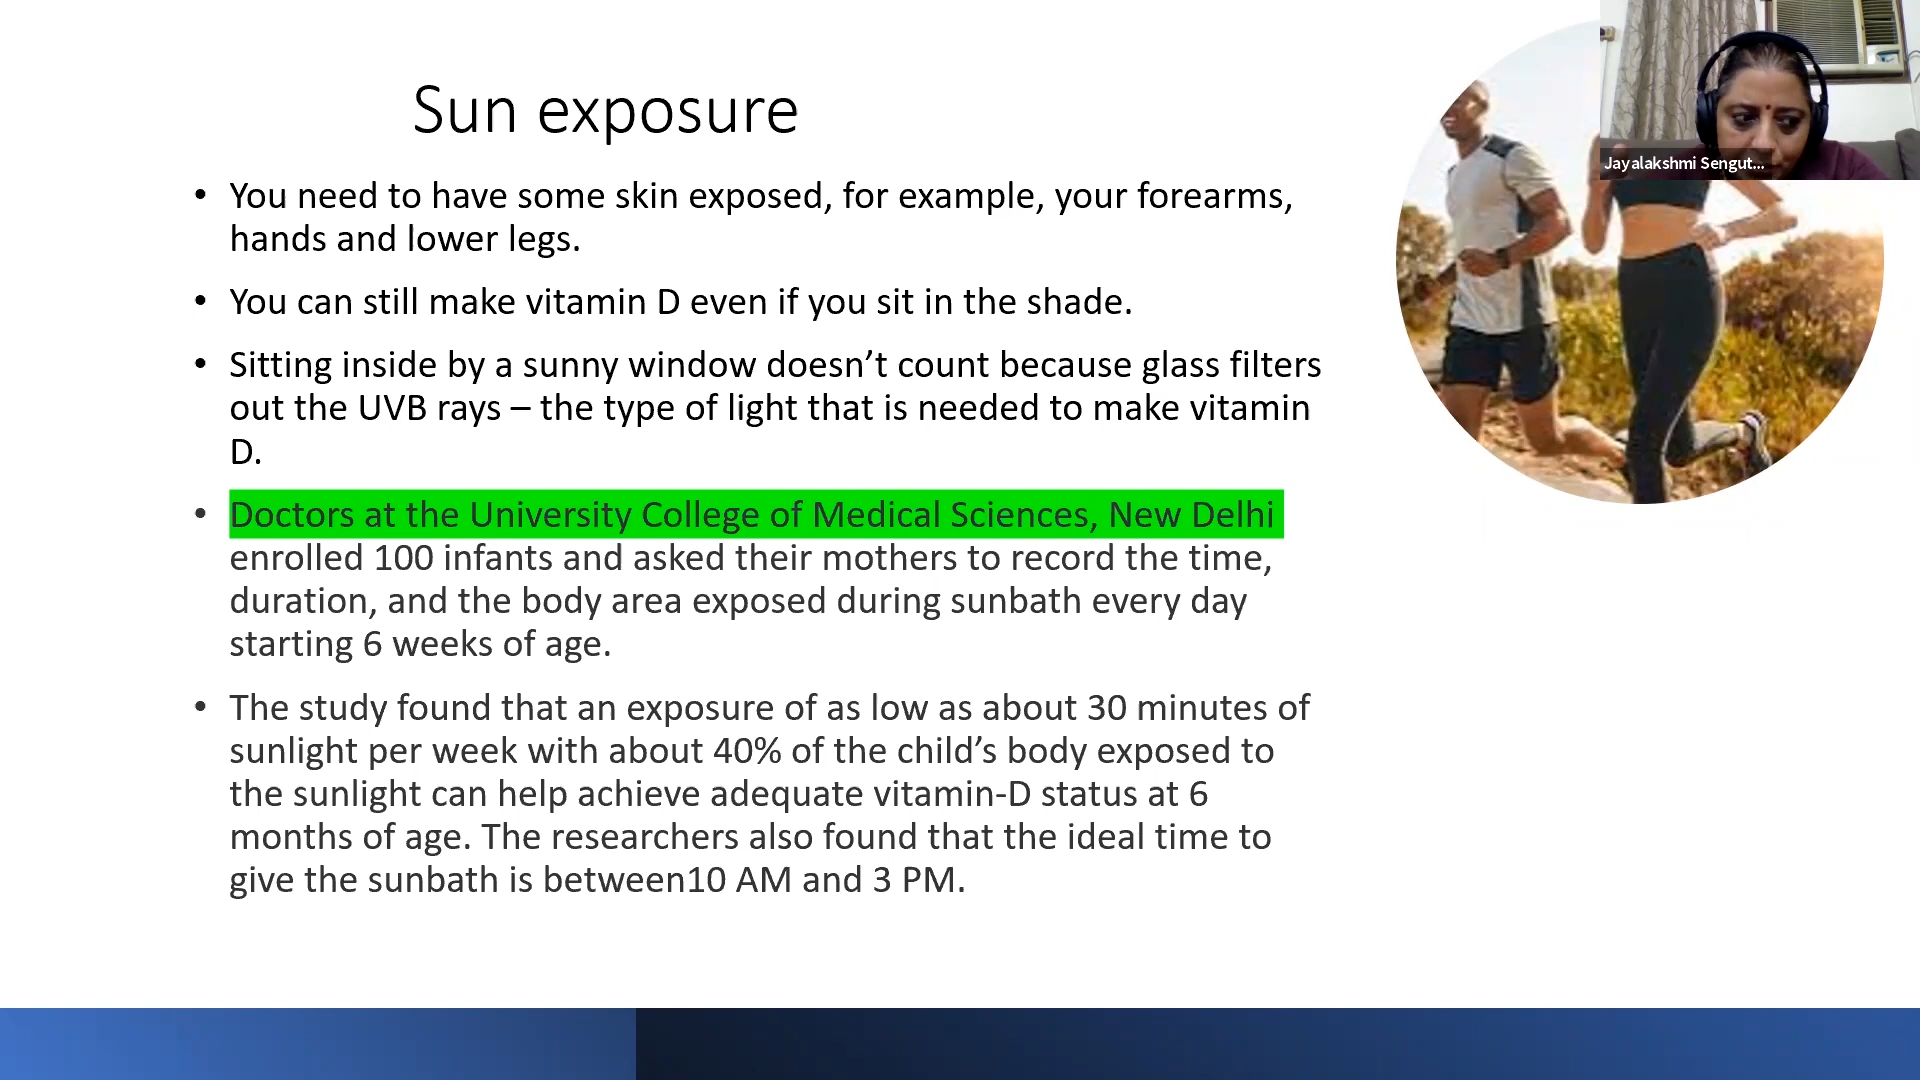 Sun exposure
Jayalakshmi Sengut...
• You need to have some skin exposed, for example, your forearms,
hands and lower legs.
• You can still make vitamin D even if you sit in the shade.
• Sitting inside by a sunny window doesn’t count because glass filters
out the UVB rays – the type of light that is needed to make vitamin
D.
• Doctors at the University College of Medical Sciences, New Delhi
enrolled 100 infants and asked their mothers to record the time,
duration, and the body area exposed during sunbath every day
starting 6 weeks of age.
• The study found that an exposure of as low as about 30 minutes of
sunlight per week with about 40% of the child’s body exposed to
the sunlight can help achieve adequate vitamin-D status at 6
months of age. The researchers also found that the ideal time to
give the sunbath is between10 AM and 3 PM.